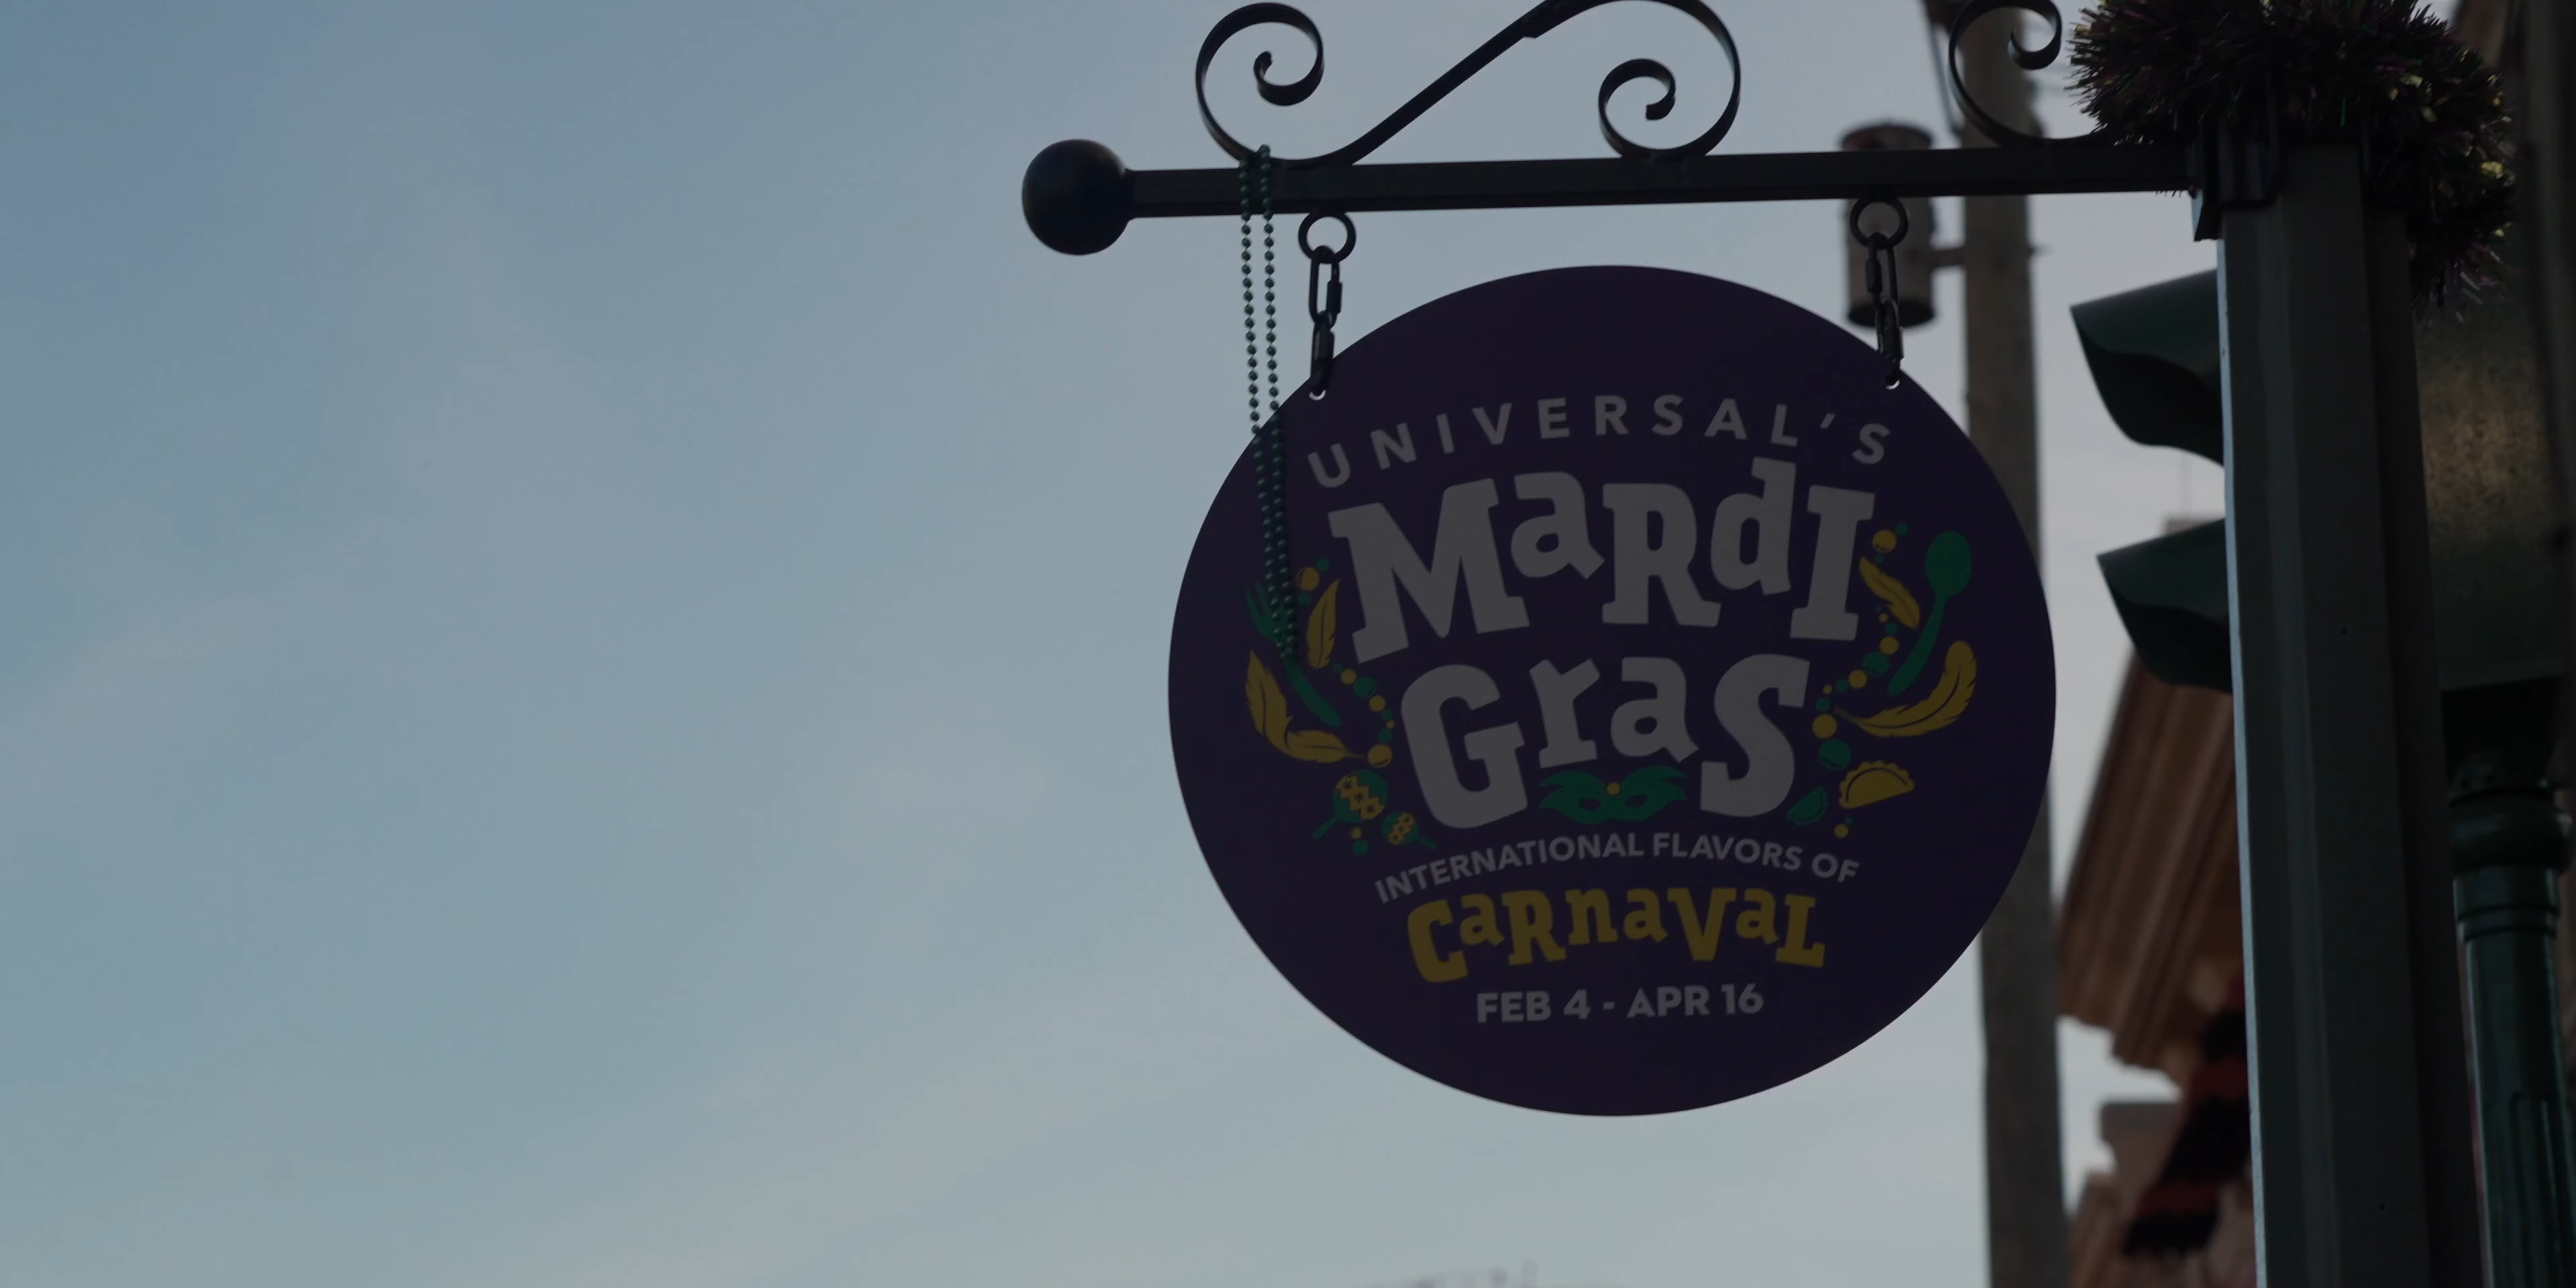 UNIVERSAL'S
MaRdI
GraS
INTERNATIONAL FLAVORS OF
CaRnaVaL
FEB 4 - APR 16